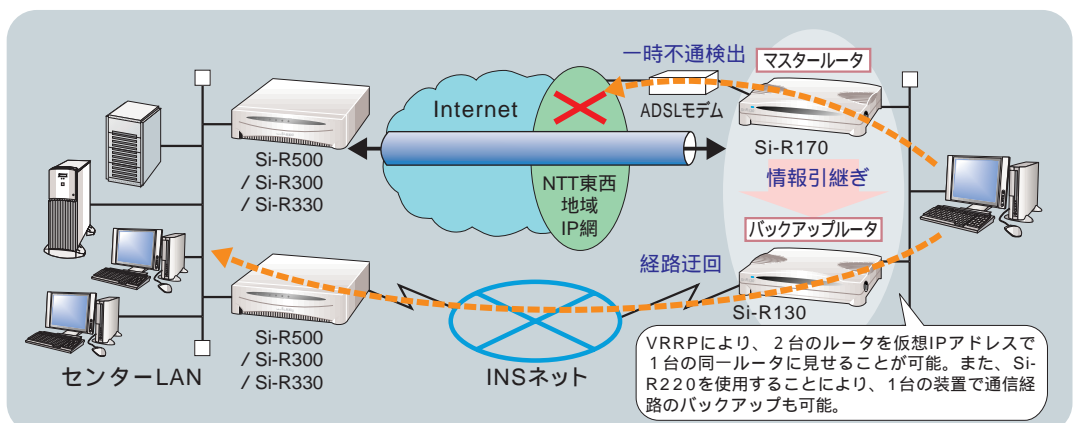 一時不通検出
マスタールータ
Internet
ADSLモデム
Si-R170
Si-R500
/ Si-R300
/ Si-R330
NTT東西
地域
IP網
情報引継ぎ
バックアップルータ
経路迂回
Si-R130
Si-R500
/ Si-R300
/ Si-R330
センターLAN
INSネット
VRRPにより、2台のルータを仮想IPアドレスで
1台の同一ルータに見せることが可能。また、Si-
R220を使用することにより、1台の装置で通信経
路のバックアップも可能。